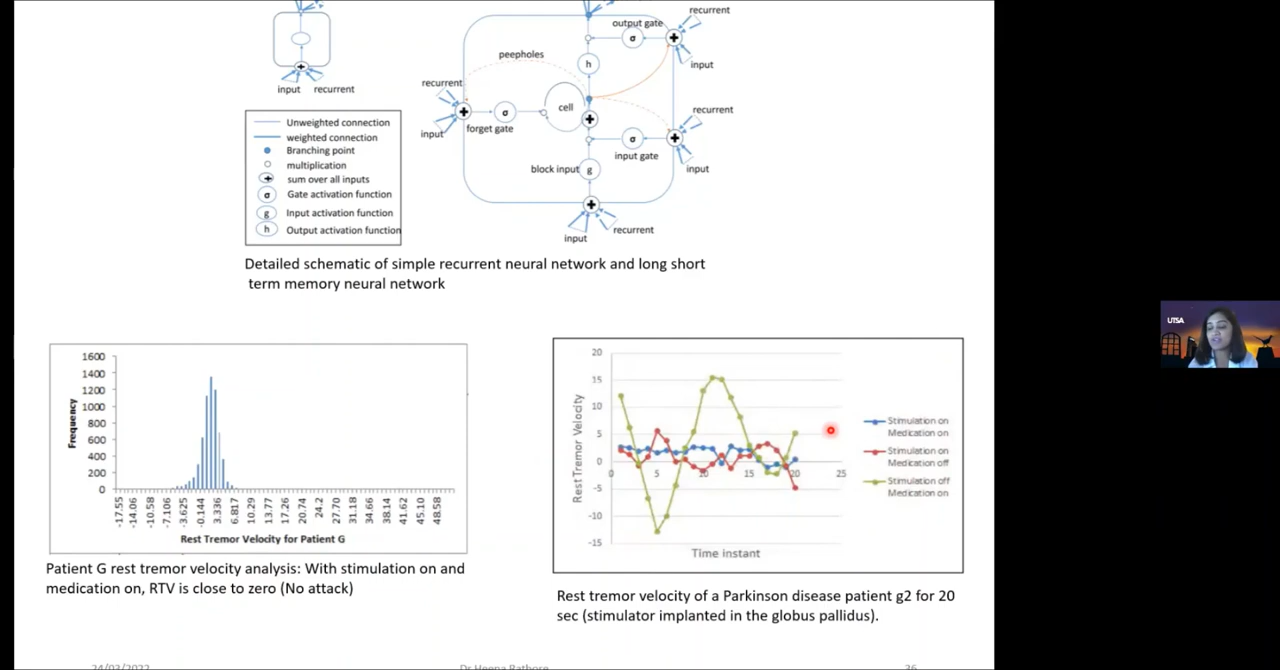 input recurrent
Unweighted connection
weighted connection
Branching point
multiplication
sum over all inputs
σ Gate activation function
g Input activation function
h Output activation function
recurrent
output gate
σ
input
peepholes
h
recurrent
cell
recurrent
σ
forget gate
input
σ
input gate
input
block input g
input recurrent
Detailed schematic of simple recurrent neural network and long short
term memory neural network
1600
1400
1200
1000
800
600
400
200
0
Frequency
-17.55 -14.06 -10.58 -7.106 -3.625 -0.144 3.336 6.817 10.29 13.77 17.26 20.74 24.2 27.70 31.18 34.66 38.14 41.62 45.10 48.58
Rest Tremor Velocity for Patient G
Patient G rest tremor velocity analysis: With stimulation on and
medication on, RTV is close to zero (No attack)
20
15
10
5
0
-5
-10
-15
Rest Tremor Velocity
0 5 10 15 20 25
Time instant
Stimulation on
Medication on
Stimulation on
Medication off
Stimulation off
Medication on
Rest tremor velocity of a Parkinson disease patient g2 for 20
sec (stimulator implanted in the globus pallidus).
24/03/2022 Dr Heena Rathore 36
UTSA